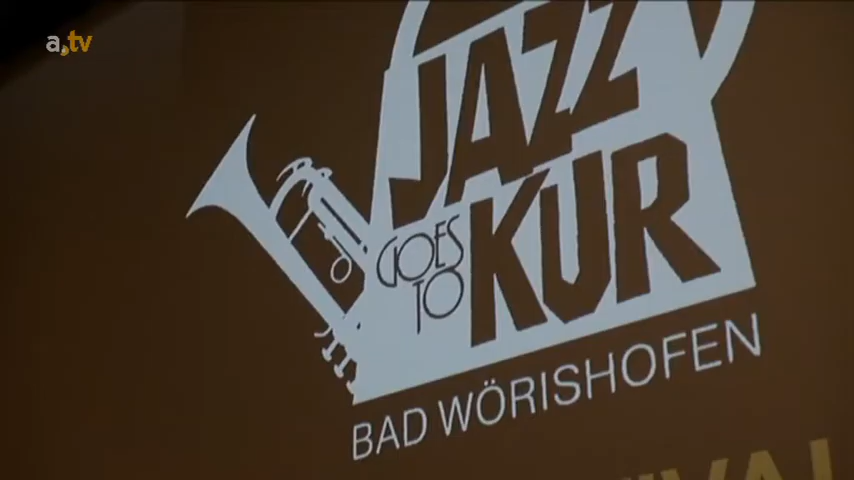 a,tv
JAZZ
GOES
TO
KUR
BAD WÖRISHOFEN